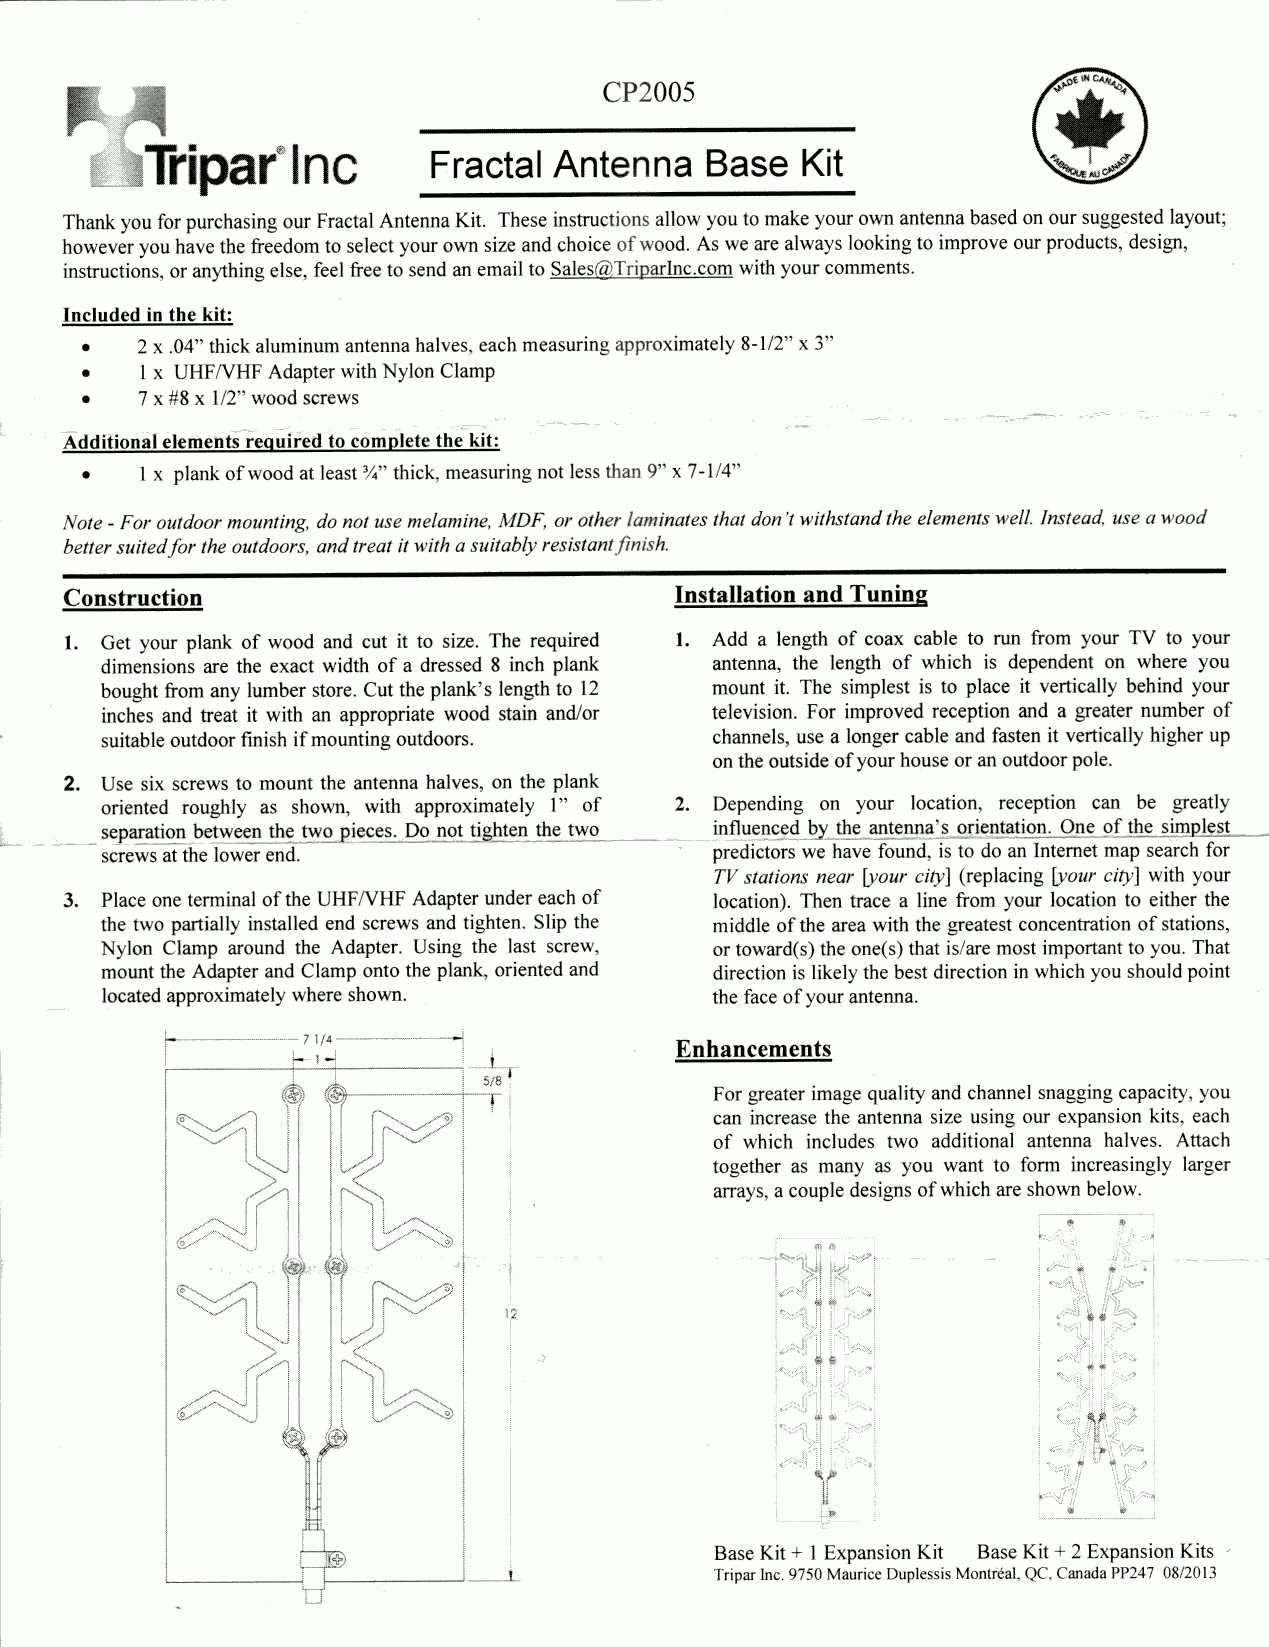 CP2005
MADE IN CANADA
FABRIQUE AU CANADA
Tripar® Inc
Fractal Antenna Base Kit
Thank you for purchasing our Fractal Antenna Kit. These instructions allow you to make your own antenna based on our suggested layout;
however you have the freedom to select your own size and choice of wood. As we are always looking to improve our products, design,
instructions, or anything else, feel free to send an email to Sales@TriparInc.com with your comments.
Included in the kit:
• 2 x .04” thick aluminum antenna halves, each measuring approximately 8-1/2” x 3”
• 1 x UHF/VHF Adapter with Nylon Clamp
• 7 x #8 x 1/2” wood screws
Additional elements required to complete the kit:
• 1 x plank of wood at least ¾” thick, measuring not less than 9” x 7-1/4”
Note - For outdoor mounting, do not use melamine, MDF, or other laminates that don’t withstand the elements well. Instead, use a wood
better suited for the outdoors, and treat it with a suitably resistant finish.
Construction
1. Get your plank of wood and cut it to size. The required
dimensions are the exact width of a dressed 8 inch plank
bought from any lumber store. Cut the plank’s length to 12
inches and treat it with an appropriate wood stain and/or
suitable outdoor finish if mounting outdoors.
2. Use six screws to mount the antenna halves, on the plank
oriented roughly as shown, with approximately 1” of
separation between the two pieces. Do not tighten the two
screws at the lower end.
3. Place one terminal of the UHF/VHF Adapter under each of
the two partially installed end screws and tighten. Slip the
Nylon Clamp around the Adapter. Using the last screw,
mount the Adapter and Clamp onto the plank, oriented and
located approximately where shown.
7 1/4
1
5/8
12
Installation and Tuning
1. Add a length of coax cable to run from your TV to your
antenna, the length of which is dependent on where you
mount it. The simplest is to place it vertically behind your
television. For improved reception and a greater number of
channels, use a longer cable and fasten it vertically higher up
on the outside of your house or an outdoor pole.
2. Depending on your location, reception can be greatly
influenced by the antenna’s orientation. One of the simplest
predictors we have found, is to do an Internet map search for
TV stations near [your city] (replacing [your city] with your
location). Then trace a line from your location to either the
middle of the area with the greatest concentration of stations,
or toward(s) the one(s) that is/are most important to you. That
direction is likely the best direction in which you should point
the face of your antenna.
Enhancements
For greater image quality and channel snagging capacity, you
can increase the antenna size using our expansion kits, each
of which includes two additional antenna halves. Attach
together as many as you want to form increasingly larger
arrays, a couple designs of which are shown below.
Base Kit + 1 Expansion Kit Base Kit + 2 Expansion Kits
Tripar Inc. 9750 Maurice Duplessis Montréal, QC, Canada PP247 08/2013